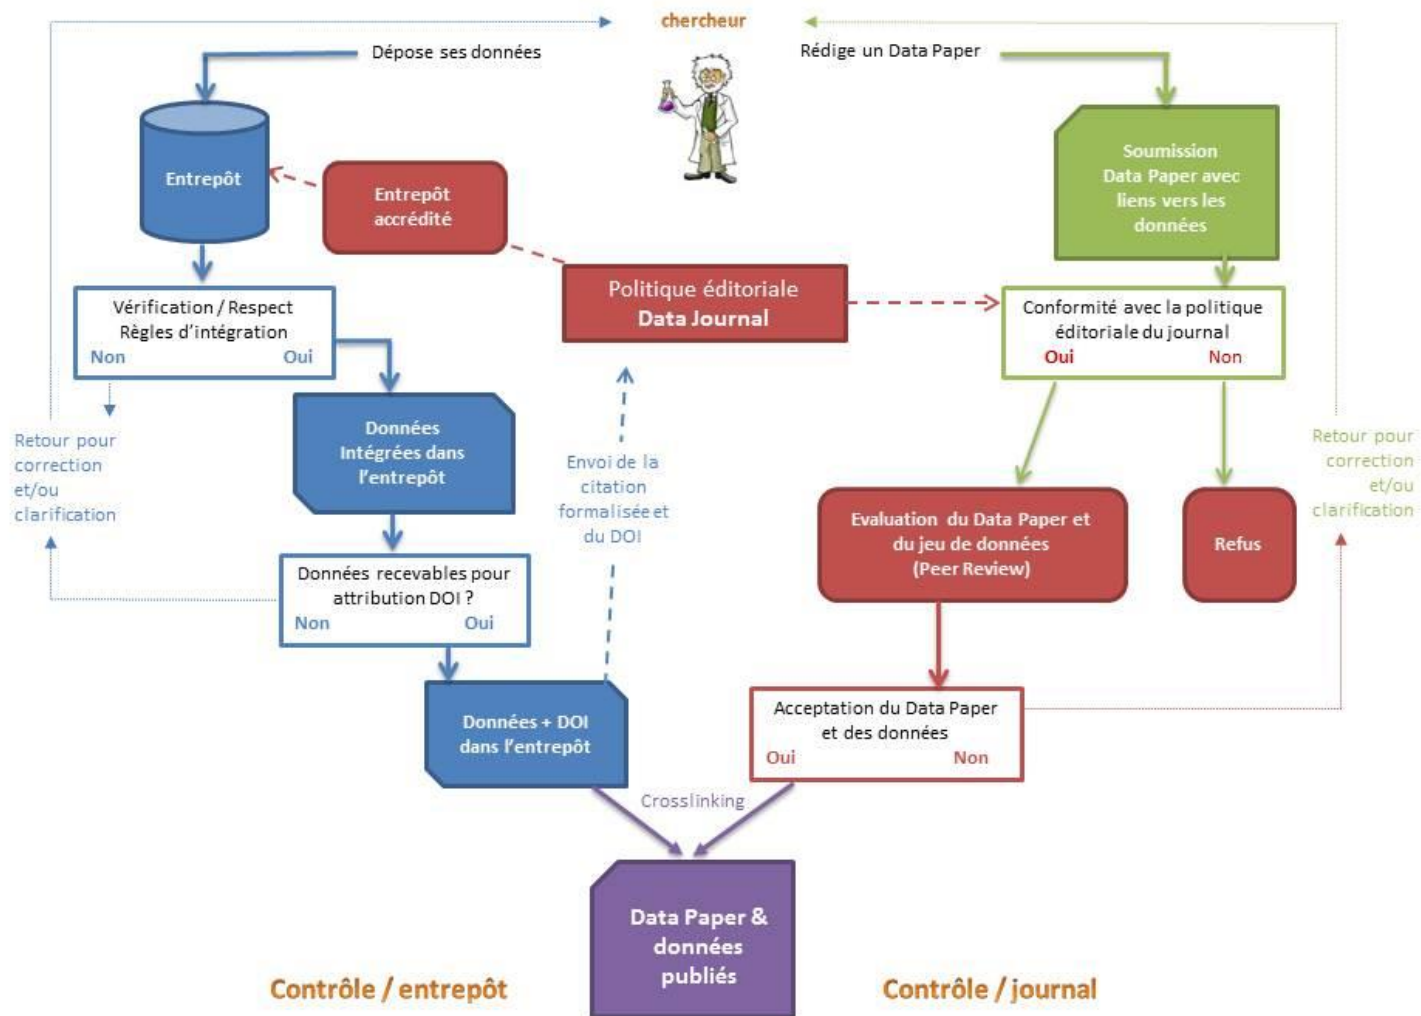 chercheur
Dépose ses données
Rédige un Data Paper
Entrepôt
Entrepôt
accrédité
Soumission
Data Paper avec
liens vers les
données
Politique éditoriale
Data Journal
Vérification / Respect
Règles d'intégration
Non Oui
Conformité avec la politique
éditoriale du journal
Oui Non
Retour pour
correction
et/ou
clarification
Données
Intégrées dans
l'entrepôt
Envoi de la
citation
formalisée et
du DOI
Retour pour
correction
et/ou
clarification
Evaluation du Data Paper et
du jeu de données
(Peer Review)
Refus
Données recevables pour
attribution DOI ?
Non Oui
Données + DOI
dans l'entrepôt
Acceptation du Data Paper
et des données
Oui Non
Crosslinking
Data Paper &
données
publiés
Contrôle / entrepôt
Contrôle / journal